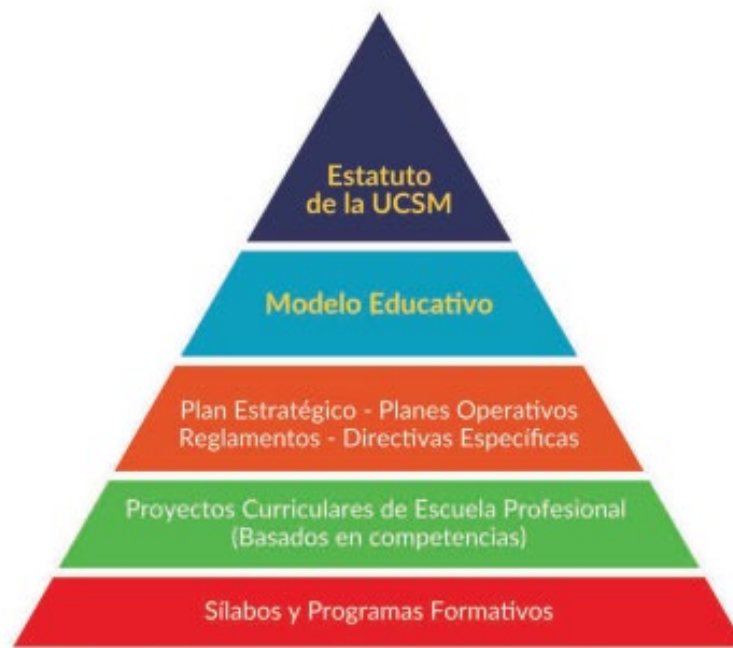 Estatuto
de la UCSM
Modelo Educativo
Plan Estratégico - Planes Operativos
Reglamentos - Directivas Específicas
Proyectos Curriculares de Escuela Profesional
(Basados en competencias)
Sílabos y Programas Formativos